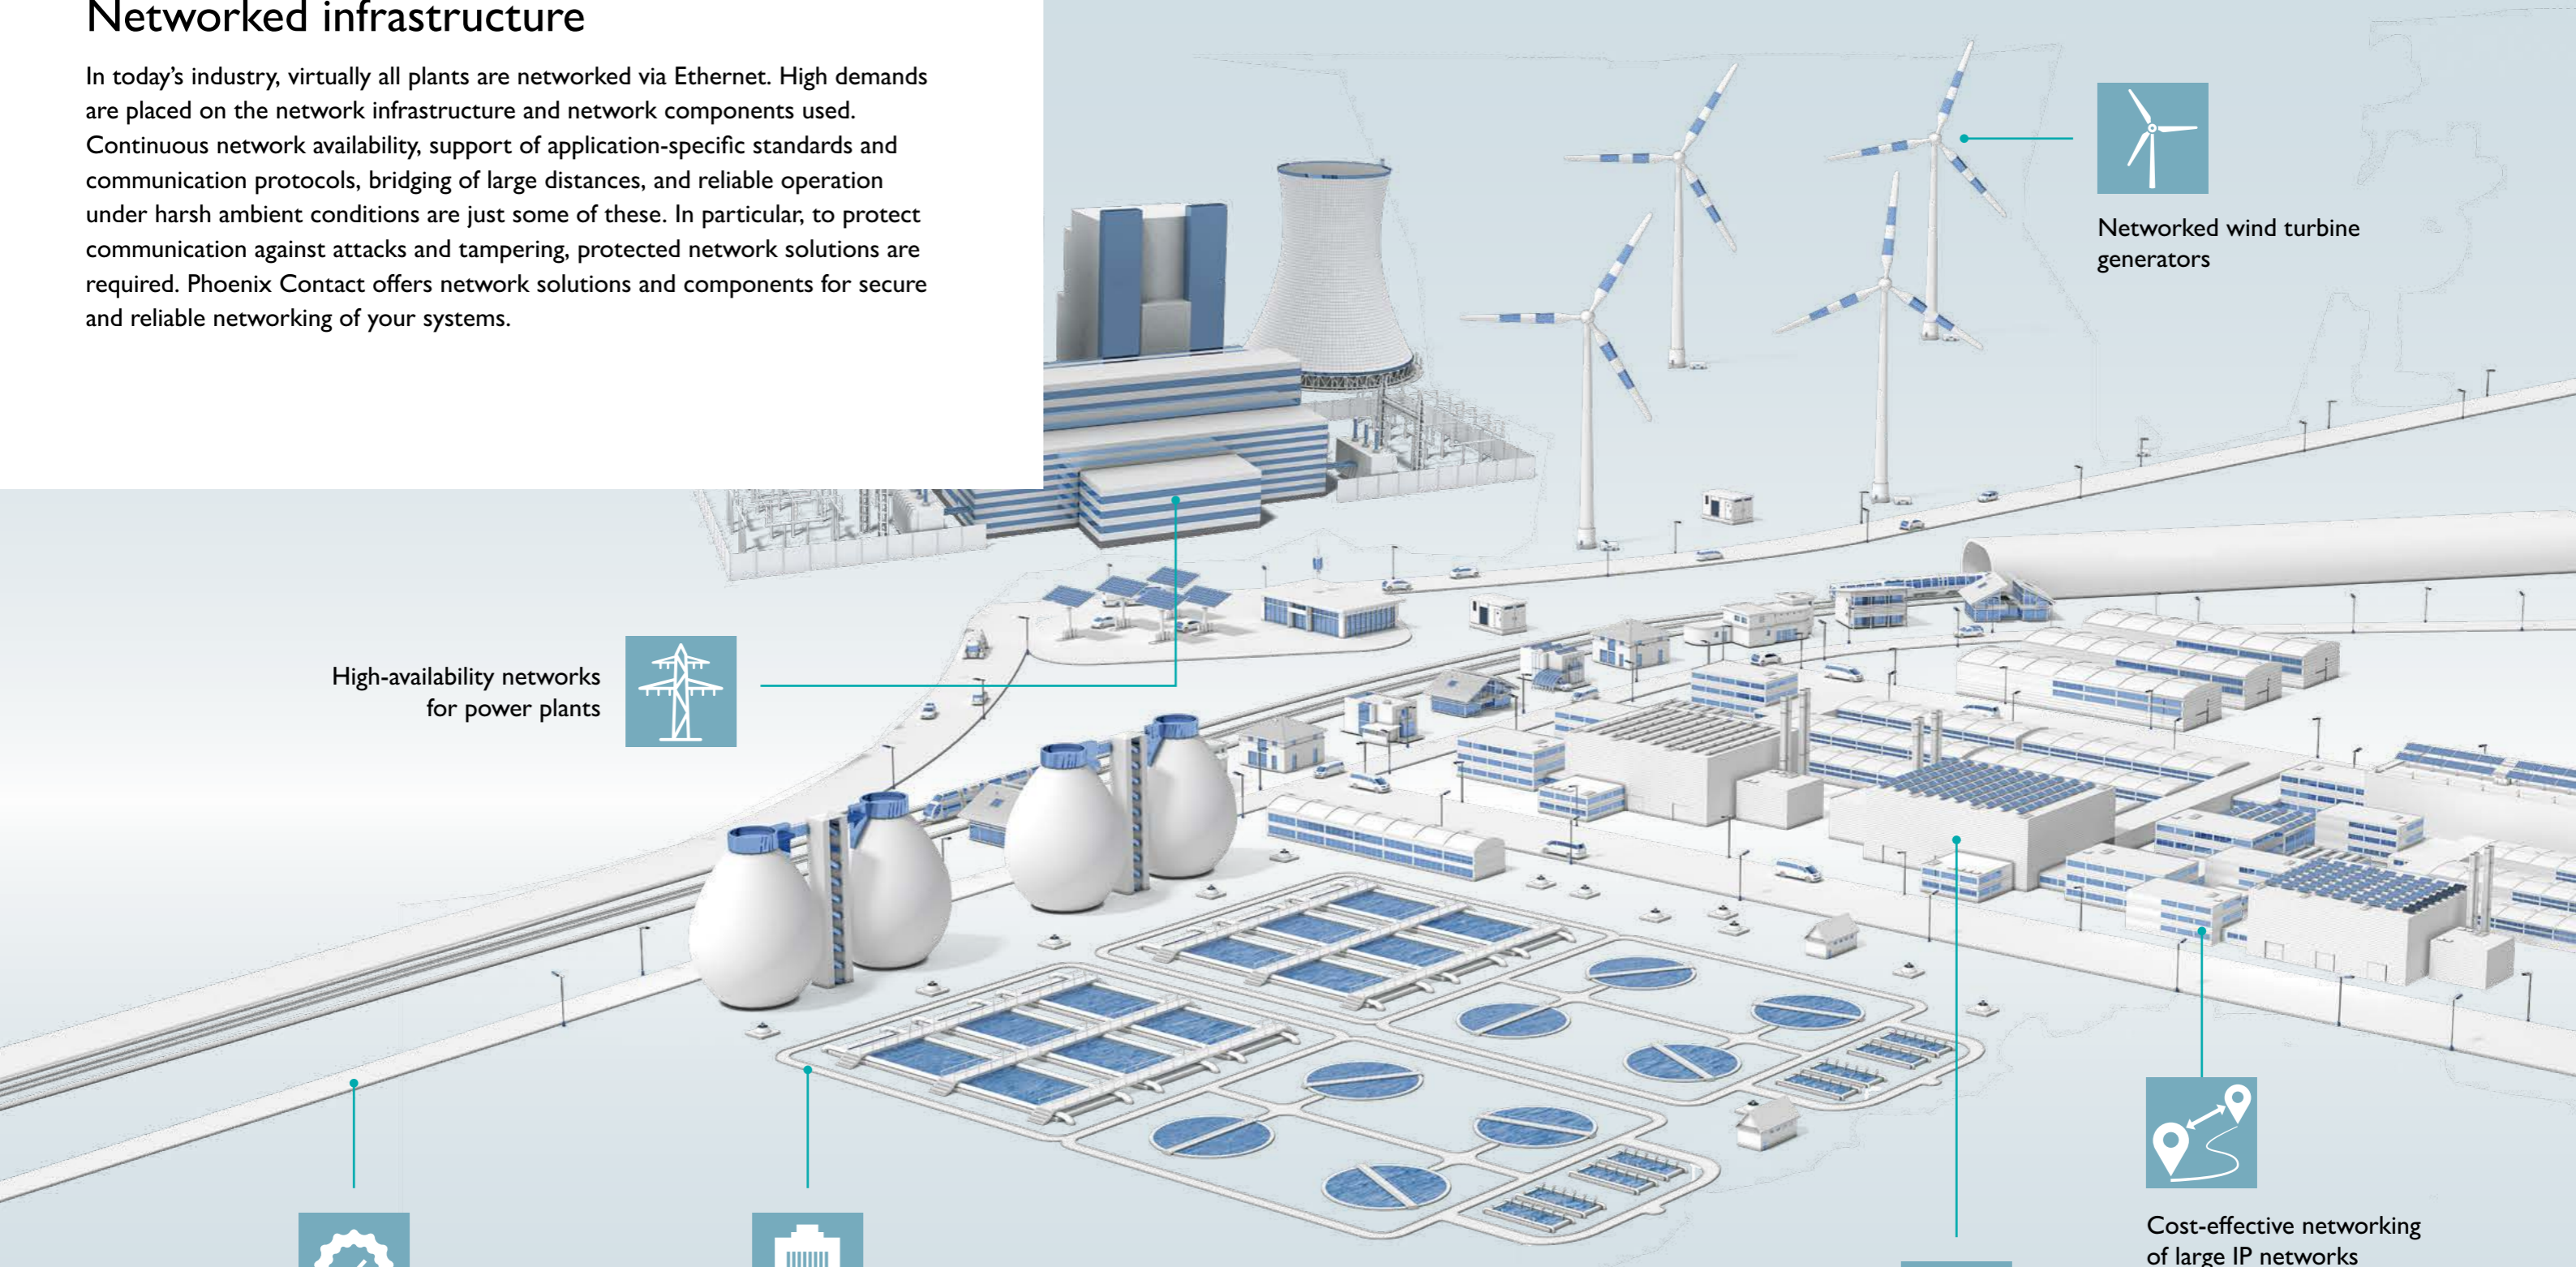 Networked infrastructure
In today's industry, virtually all plants are networked via Ethernet. High demands
are placed on the network infrastructure and network components used.
Continuous network availability, support of application-specific standards and
communication protocols, bridging of large distances, and reliable operation
under harsh ambient conditions are just some of these. In particular, to protect
communication against attacks and tampering, protected network solutions are
required. Phoenix Contact offers network solutions and components for secure
and reliable networking of your systems.
Networked wind turbine
generators
High-availability networks
for power plants
Cost-effective networking
of large IP networks